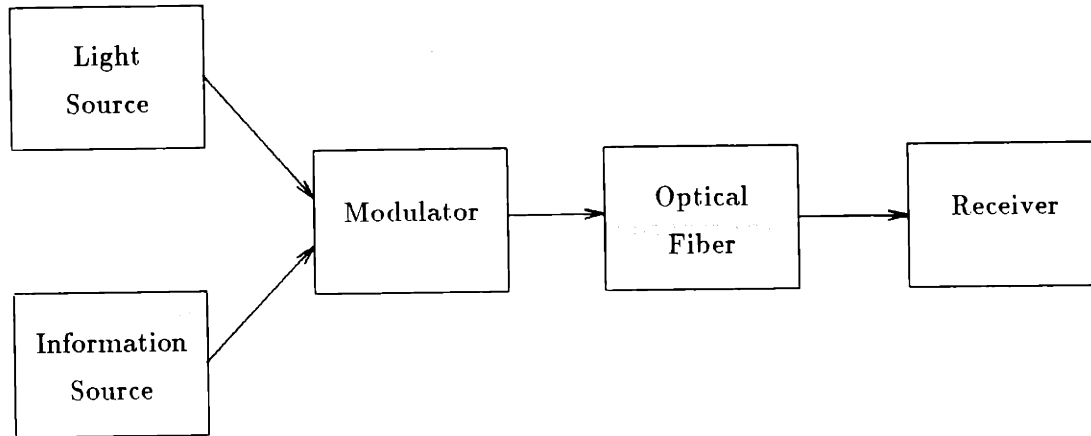 Light
Source
Modulator
Optical
Fiber
Receiver
Information
Source